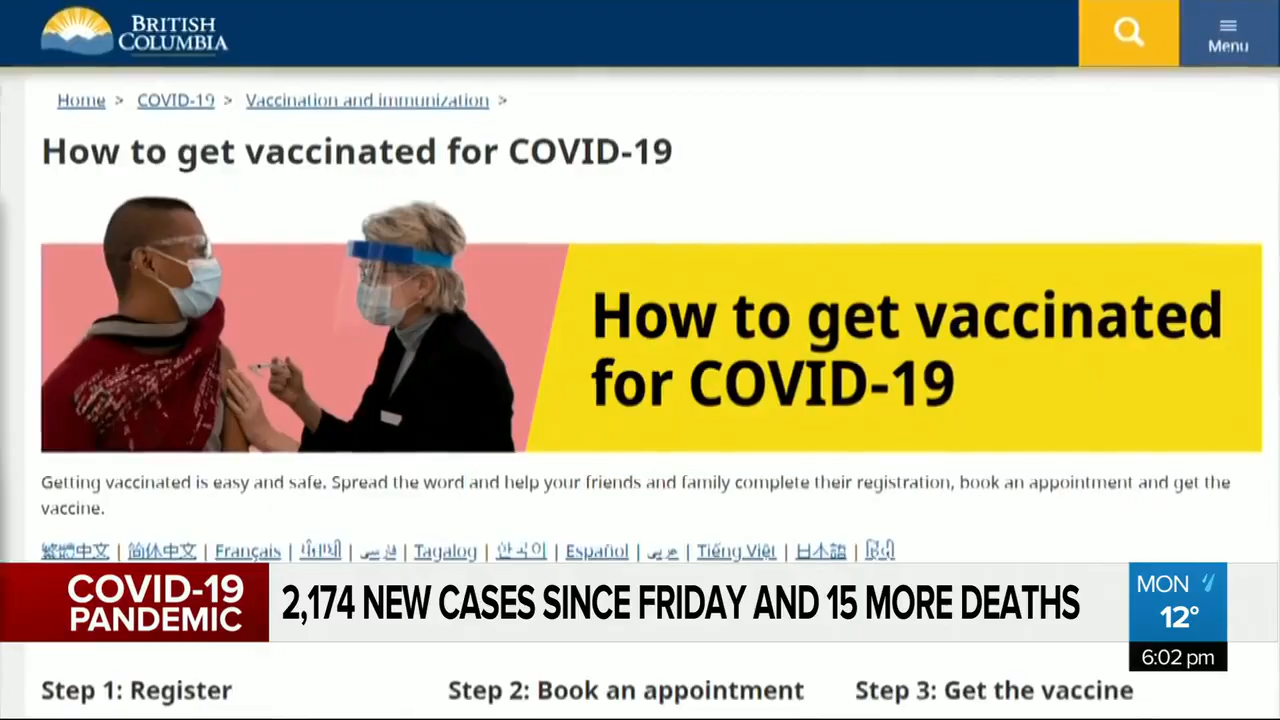 BRITISH
COLUMBIA
Menu
Home > COVID-19 > Vaccination and immunization >
How to get vaccinated for COVID-19
How to get vaccinated
for COVID-19
Getting vaccinated is easy and safe. Spread the word and help your friends and family complete their registration, book an appointment and get the
vaccine.
繁體中文 | 简体中文 | Français | ਪੰਜਾਬੀ | فارسی | Tagalog | 한국어 | Español | عربى | Tiếng Việt | 日本語 | हिंदी
COVID-19
PANDEMIC
2,174 NEW CASES SINCE FRIDAY AND 15 MORE DEATHS
MON
12°
6:02 pm
Step 1: Register
Step 2: Book an appointment
Step 3: Get the vaccine